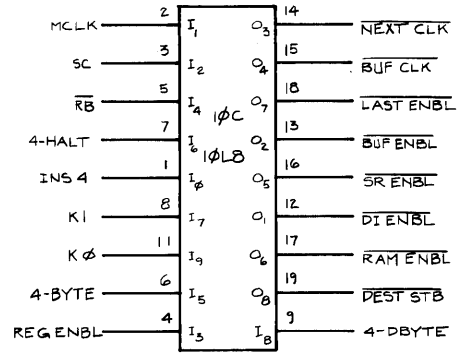 MCLK 2 I1 O3 14 NEXT CLK
SC 3 I2 O4 15 BUF CLK
RB 5 I4 O7 18 LAST ENBL
10C
4-HALT 7 I6 O2 13 BUF ENBL
10L8
INS 4 1 I0 O5 16 SR ENBL
K1 8 I7 O1 12 DI ENBL
K0 11 I9 O6 17 RAM ENBL
4-BYTE 6 I5 O8 19 DEST STB
REG ENBL 4 I3 I8 9 4-DBYTE